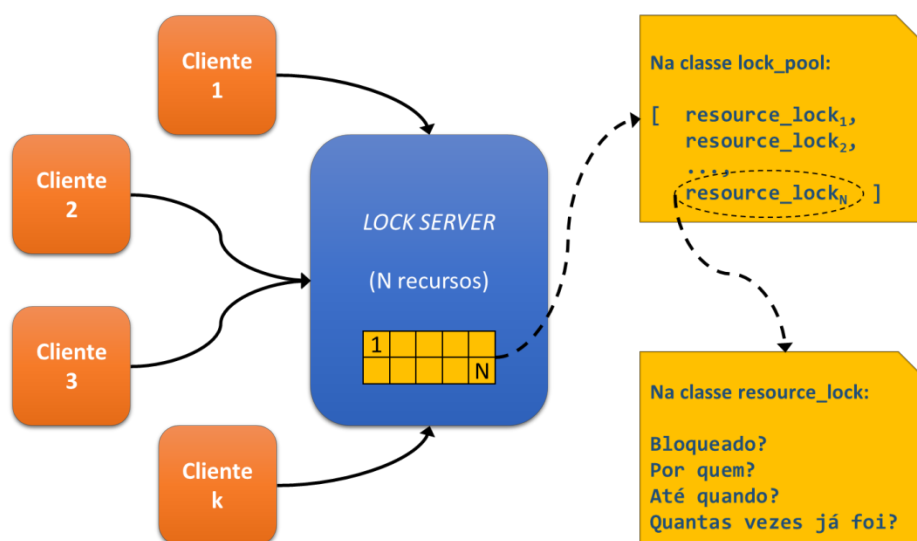 Cliente
1
Cliente
2
Cliente
3
Cliente
k
LOCK SERVER
(N recursos)
1
N
Na classe lock_pool:
[ resource_lock₁,
resource_lock₂,
...,
resource_lockN ]
Na classe resource_lock:
Bloqueado?
Por quem?
Até quando?
Quantas vezes já foi?